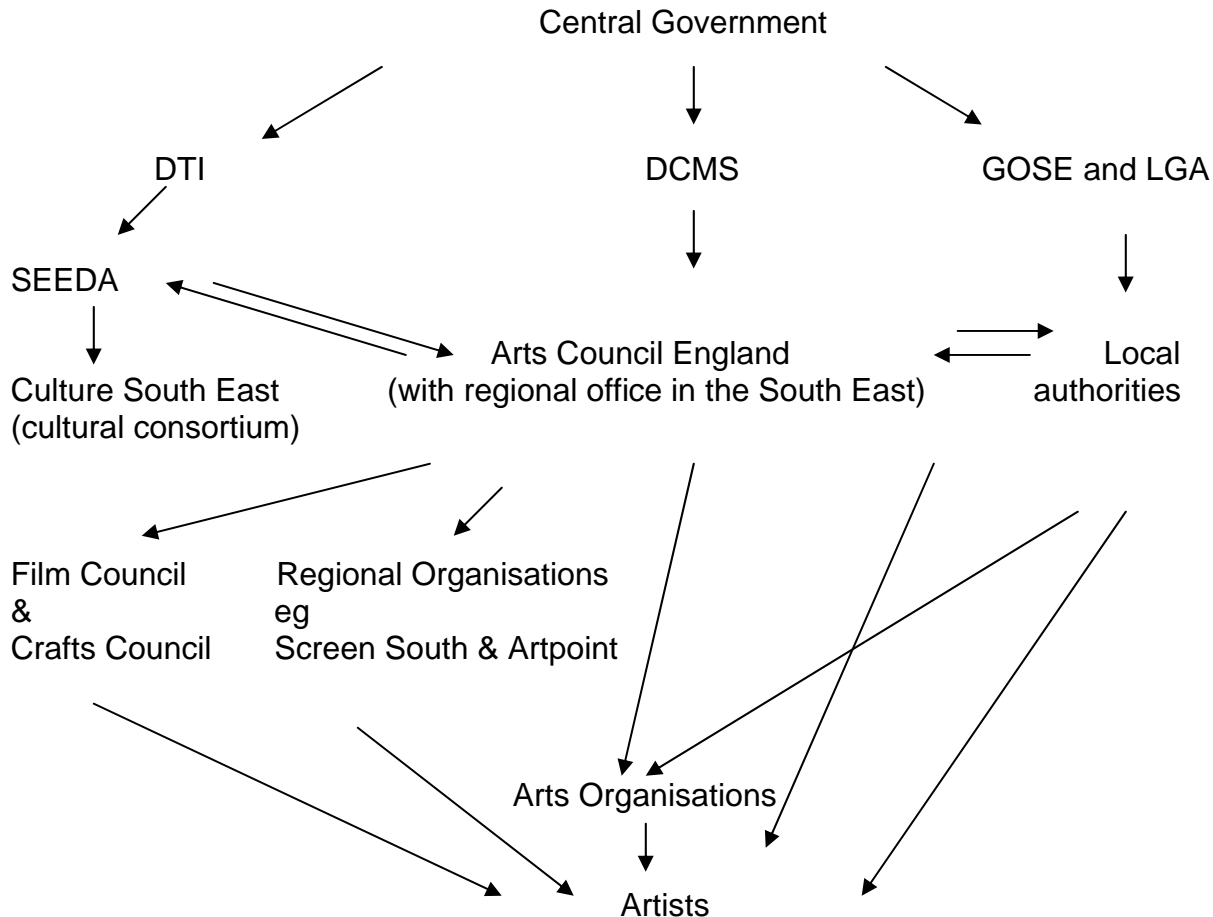 Central Government
DTI
DCMS
GOSE and LGA
SEEDA
Arts Council England
(with regional office in the South East)
Local
authorities
Culture South East
(cultural consortium)
Film Council
&
Crafts Council
Regional Organisations
eg
Screen South & Artpoint
Arts Organisations
Artists